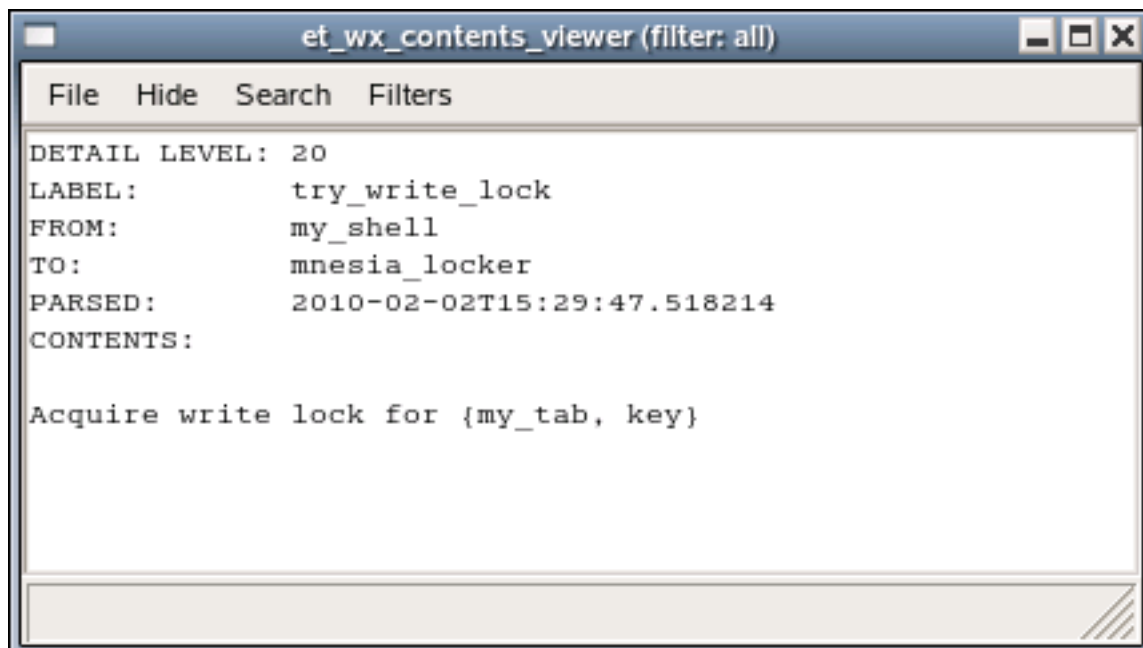 et_wx_contents_viewer (filter: all)
File Hide Search Filters
DETAIL LEVEL: 20
LABEL: try_write_lock
FROM: my_shell
TO: mnesia_locker
PARSED: 2010-02-02T15:29:47.518214
CONTENTS:
Acquire write lock for {my_tab, key}